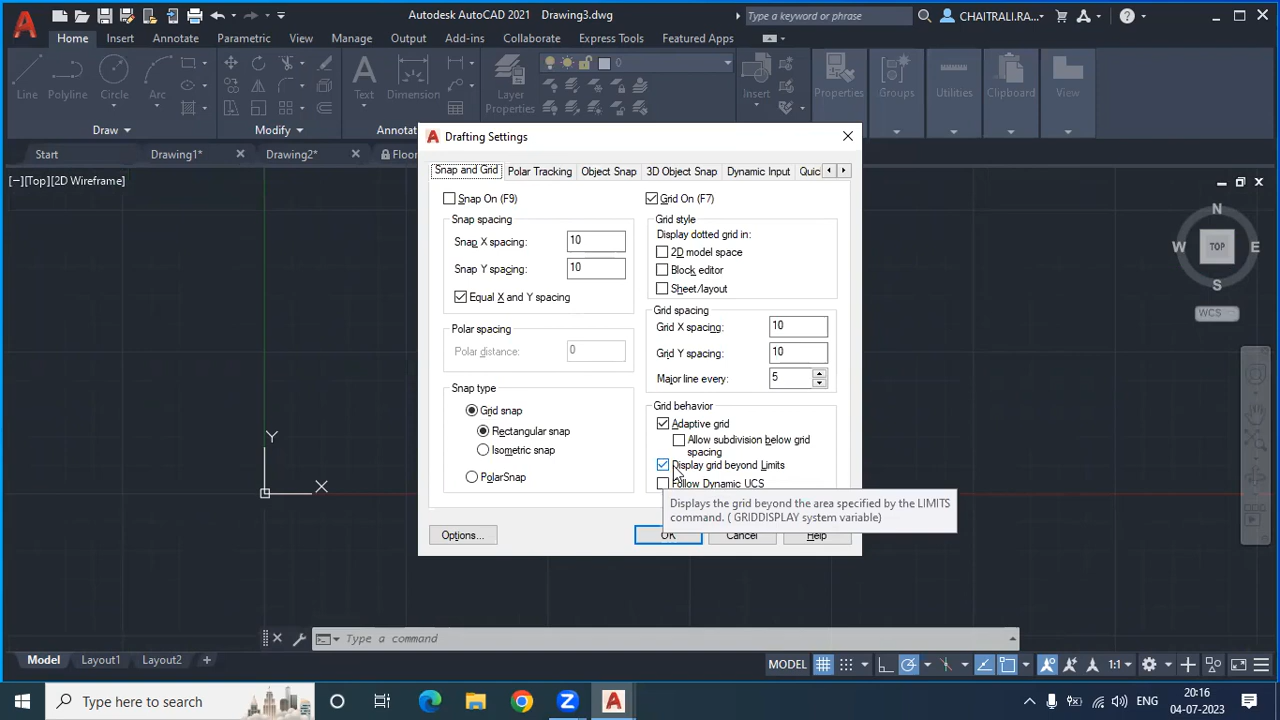 Autodesk AutoCAD 2021 Drawing3.dwg
Type a keyword or phrase
CHAITRALI.RA...
Home Insert Annotate Parametric View Manage Output Add-ins Collaborate Express Tools Featured Apps
Line Polyline Circle Arc
Text Dimension
Layer
Properties
0
Insert Properties Groups Utilities Clipboard View
Draw Modify Annotat
Start Drawing1* Drawing2* Floor
[−][Top][2D Wireframe]
Drafting Settings
Snap and Grid Polar Tracking Object Snap 3D Object Snap Dynamic Input Quic
Snap On (F9)
Snap spacing
Snap X spacing: 10
Snap Y spacing: 10
Equal X and Y spacing
Polar spacing
Polar distance: 0
Snap type
Grid snap
Rectangular snap
Isometric snap
PolarSnap
Grid On (F7)
Grid style
Display dotted grid in:
2D model space
Block editor
Sheet/layout
Grid spacing
Grid X spacing: 10
Grid Y spacing: 10
Major line every: 5
Grid behavior
Adaptive grid
Allow subdivision below grid
spacing
Display grid beyond Limits
Follow Dynamic UCS
Displays the grid beyond the area specified by the LIMITS
command. ( GRIDDISPLAY system variable)
Options... OK Cancel Help
N
W TOP E
S
WCS
Y
X
Type a command
Model Layout1 Layout2 +
MODEL 1:1
Type here to search
ENG
20:16
04-07-2023